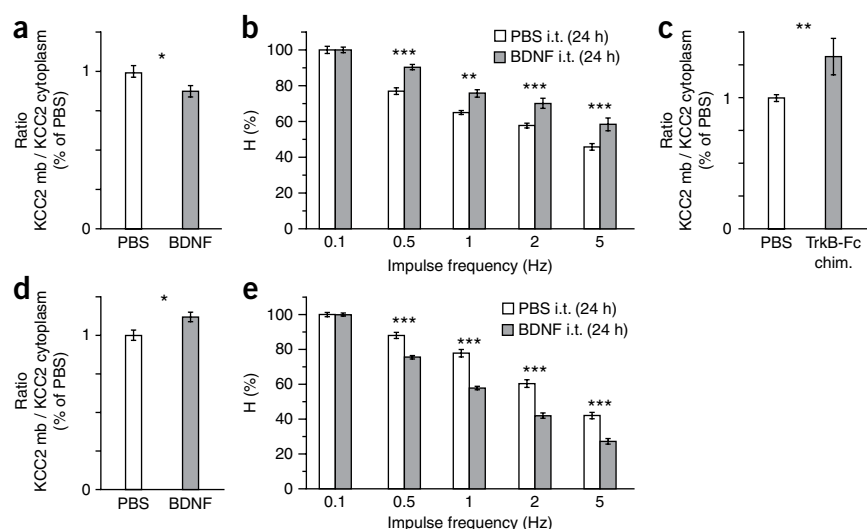 a
*
Ratio
KCC2 mb / KCC2 cytoplasm
(% of PBS)
1
0
PBS BDNF
b
PBS i.t. (24 h)
BDNF i.t. (24 h)
H (%)
100
80
60
40
20
0
***
**
***
***
0.1 0.5 1 2 5
Impulse frequency (Hz)
c
**
Ratio
KCC2 mb / KCC2 cytoplasm
(% of PBS)
1
0
PBS TrkB-Fc
chim.
d
*
Ratio
KCC2 mb / KCC2 cytoplasm
(% of PBS)
1
0
PBS BDNF
e
PBS i.t. (24 h)
BDNF i.t. (24 h)
H (%)
100
80
60
40
20
0
***
***
***
***
0.1 0.5 1 2 5
Impulse frequency (Hz)